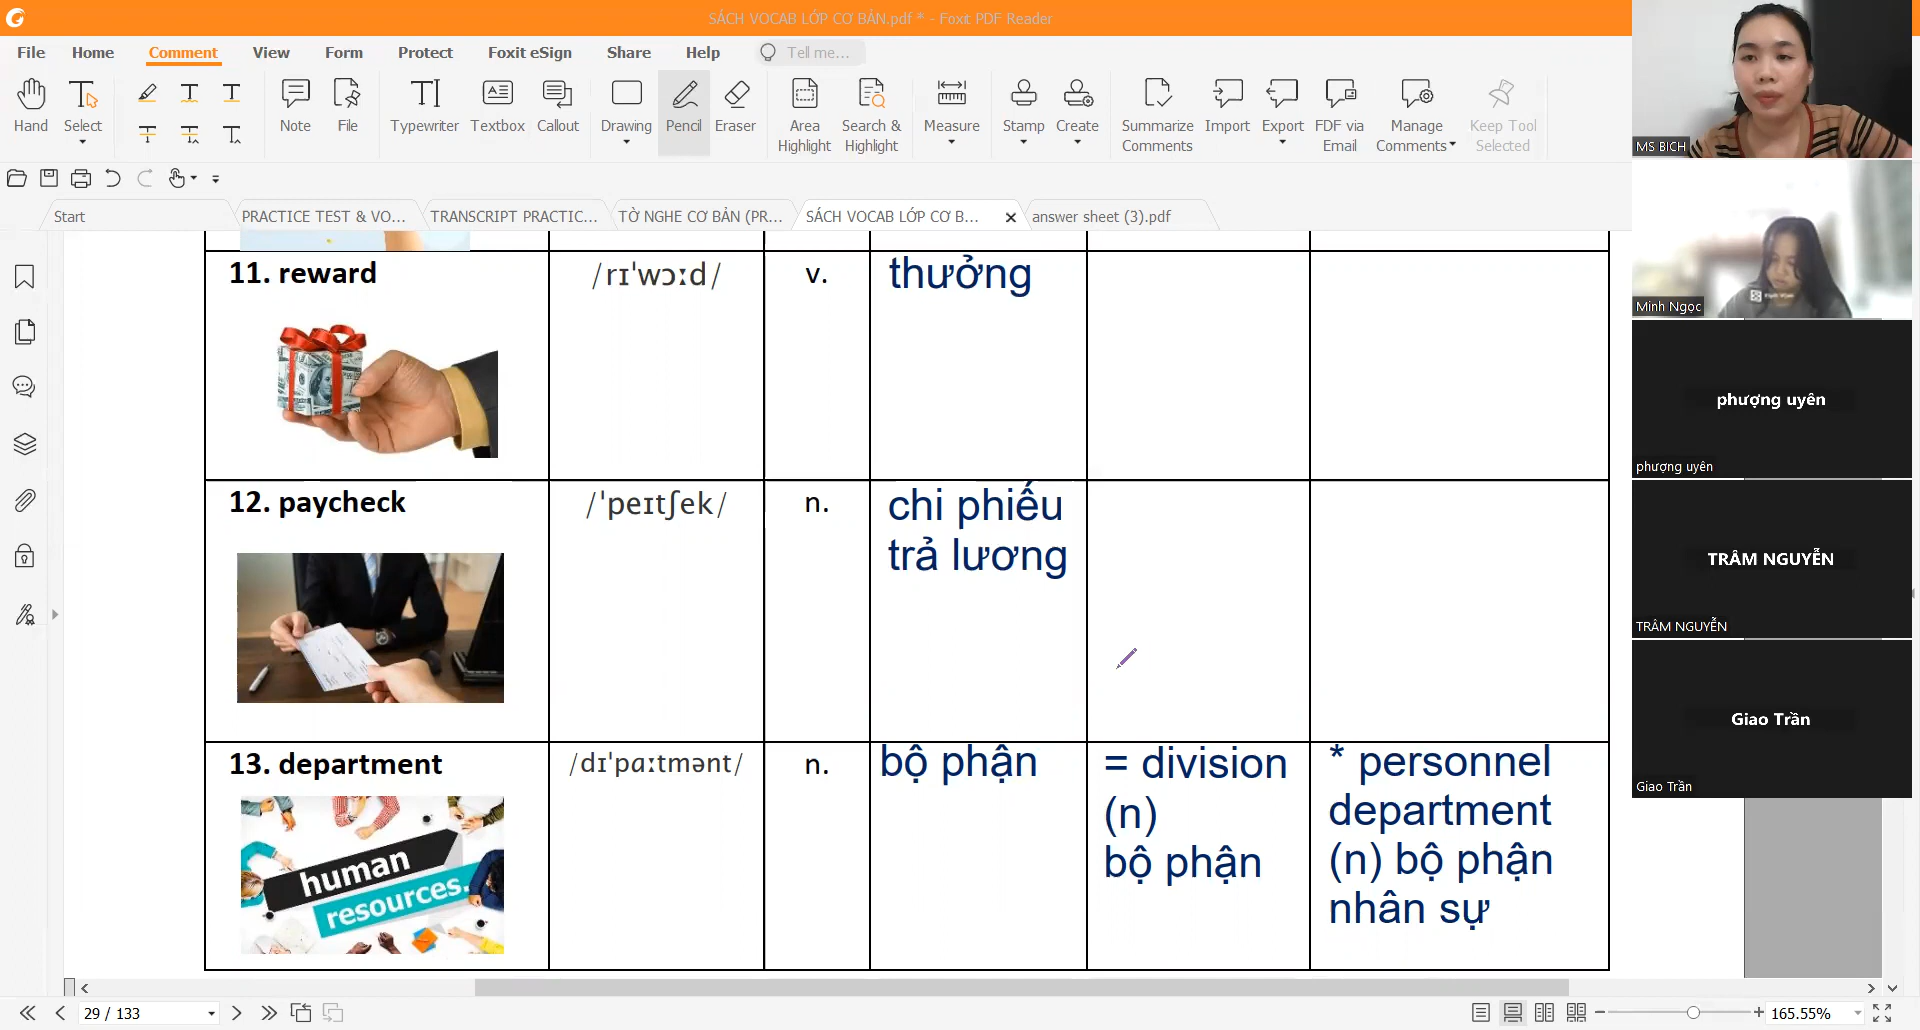 SÁCH VOCAB LỚP CƠ BẢN.pdf * - Foxit PDF Reader
File Home Comment View Form Protect Foxit eSign Share Help Tell me...
Hand Select Note File Typewriter Textbox Callout Drawing Pencil Eraser Area Highlight Search & Highlight Measure Stamp Create Summarize Comments Import Export FDF via Email Manage Comments Keep Tool Selected
Start PRACTICE TEST & VO... TRANSCRIPT PRACTIC... TỜ NGHE CƠ BẢN (PR... SÁCH VOCAB LỚP CƠ B... answer sheet (3).pdf
11. reward /rɪˈwɔːd/ v. thưởng
12. paycheck /ˈpeɪtʃek/ n. chi phiếu
trả lương
13. department /dɪˈpɑːtmənt/ n. bộ phận = division * personnel
(n) department
bộ phận (n) bộ phận
nhân sự
human
resources.
MS BICH
Minh Ngọc
phượng uyên
phượng uyên
TRÂM NGUYỄN
TRÂM NGUYỄN
Giao Trần
Giao Trần
29 / 133
165.55%